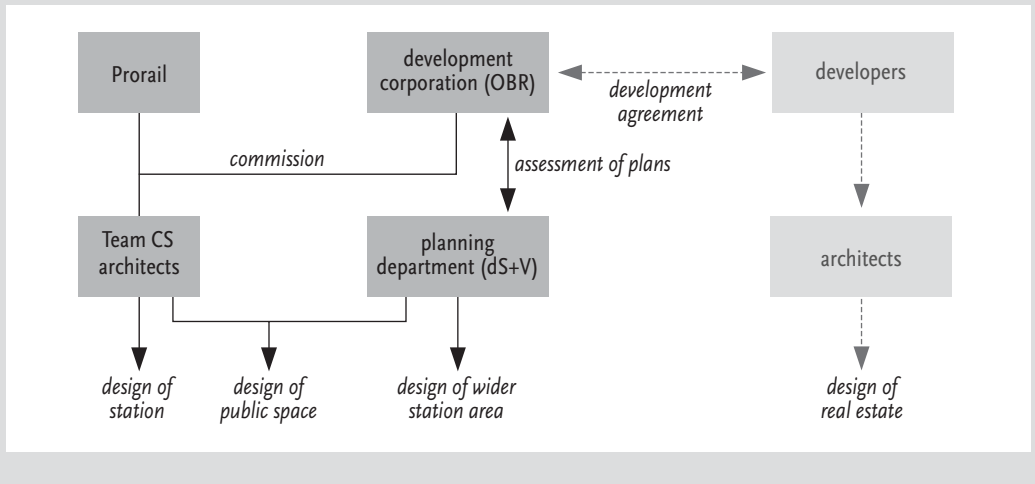 Prorail
development
corporation (OBR)
developers
development
agreement
commission
assessment of plans
Team CS
architects
planning
department (dS+V)
architects
design of
station
design of
public space
design of wider
station area
design of
real estate